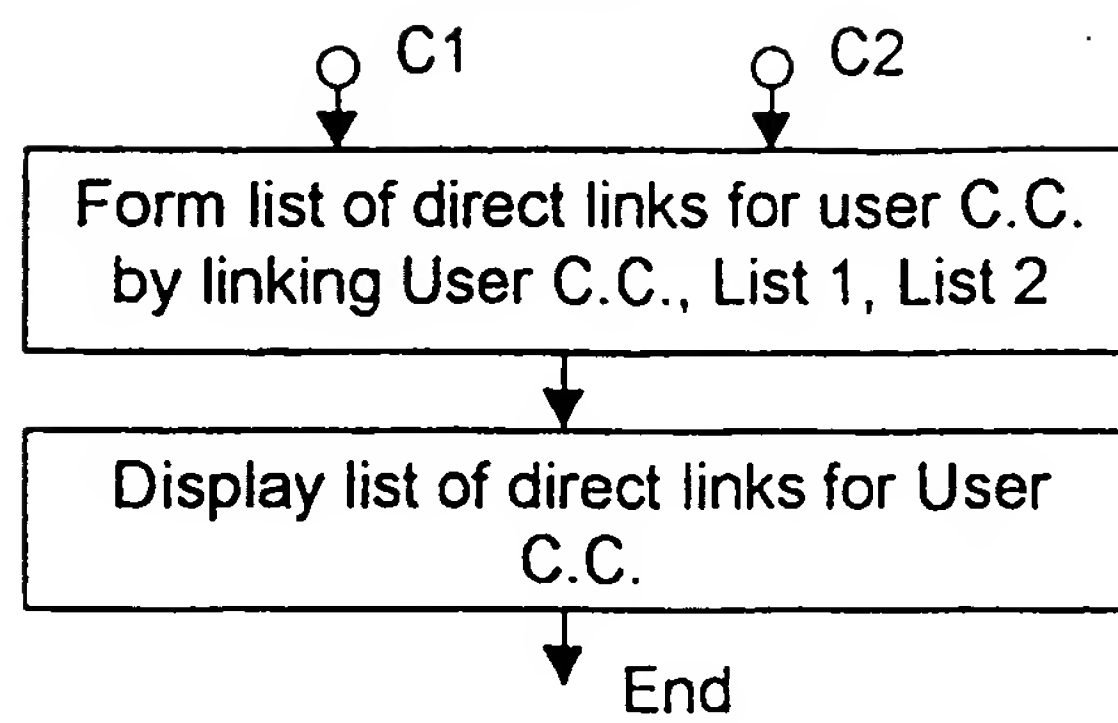 C1
C2
Form list of direct links for user C.C.
by linking User C.C., List 1, List 2
Display list of direct links for User
C.C.
End